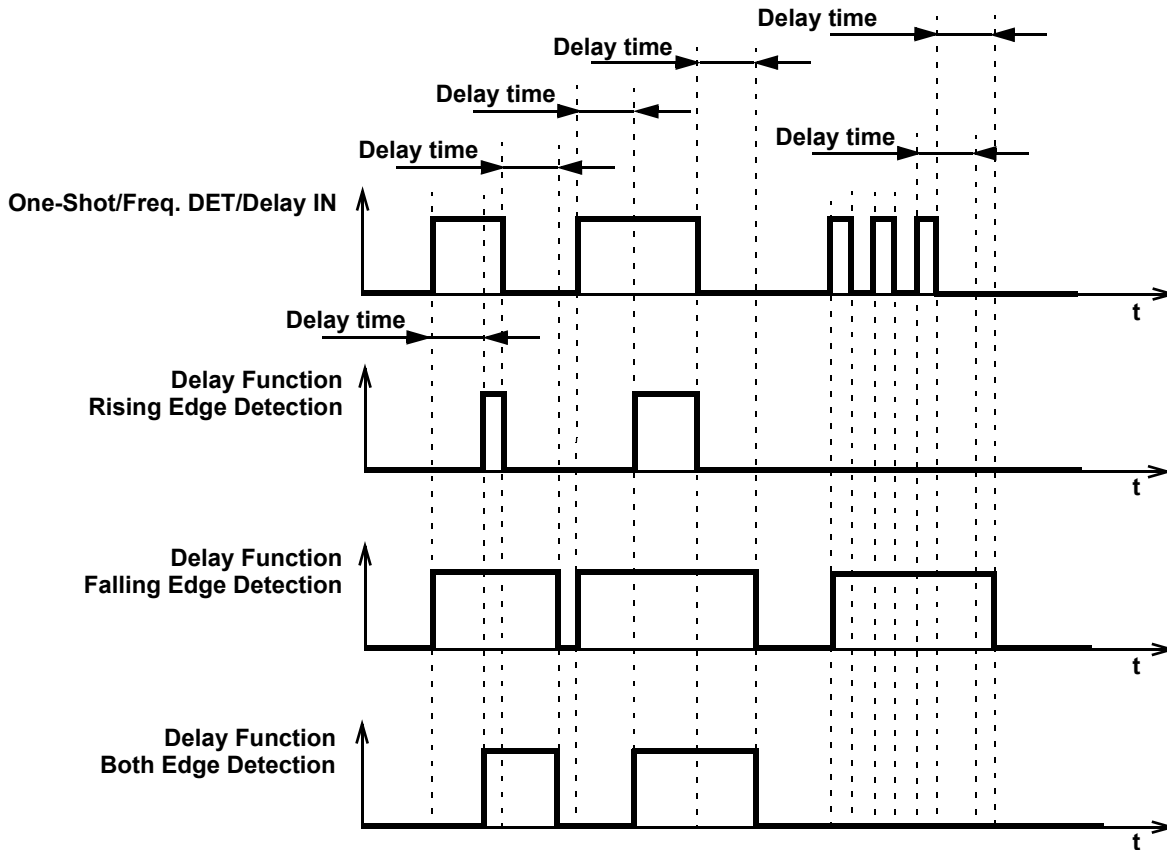 Delay time
Delay time
Delay time
Delay time
Delay time
One-Shot/Freq. DET/Delay IN
t
Delay time
Delay Function
Rising Edge Detection
t
Delay Function
Falling Edge Detection
t
Delay Function
Both Edge Detection
t